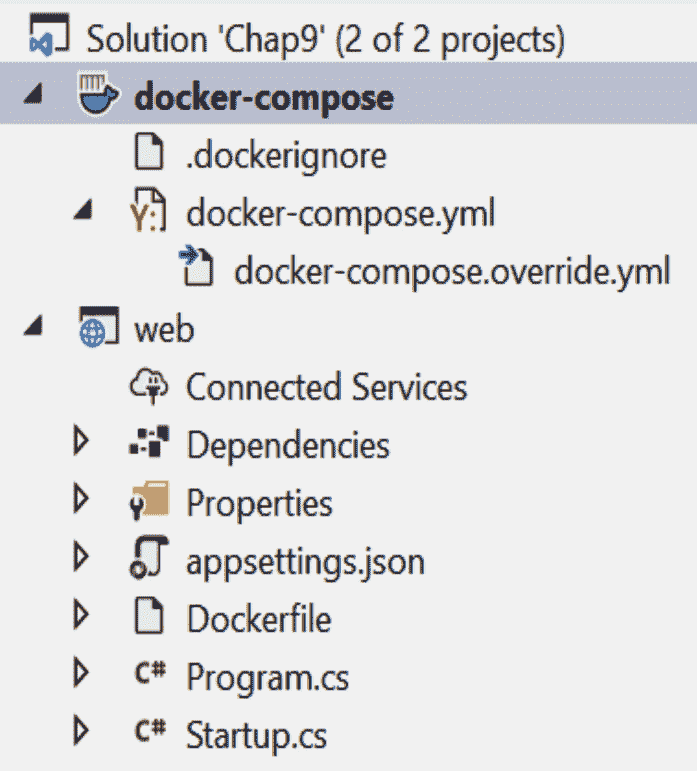 Solution 'Chap9' (2 of 2 projects)
docker-compose
.dockerignore
docker-compose.yml
docker-compose.override.yml
web
Connected Services
Dependencies
Properties
appsettings.json
Dockerfile
C# Program.cs
C# Startup.cs